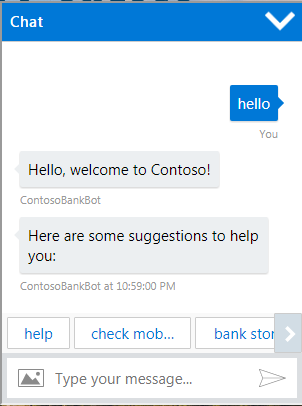 Chat
hello
You
Hello, welcome to Contoso!
ContosoBankBot
Here are some suggestions to help
you:
ContosoBankBot at 10:59:00 PM
help
check mob...
bank stor
Type your message...